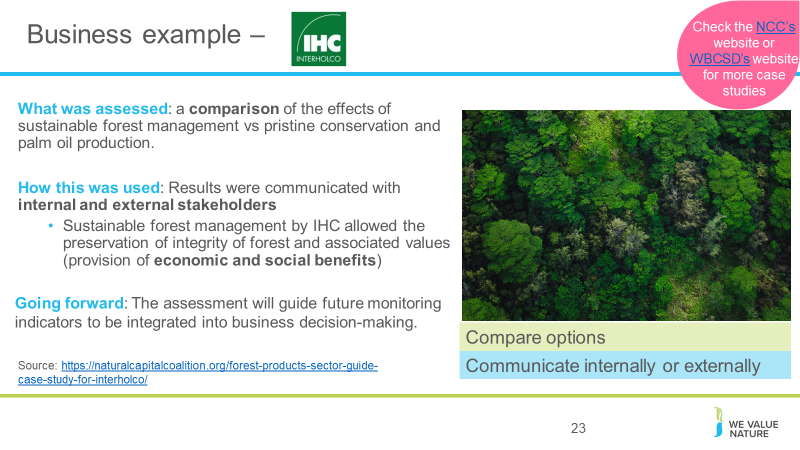 Business example –
IHC
INTERHOLCO
Check the NCC's
website or
WBCSD's website
for more case
studies
What was assessed: a comparison of the effects of
sustainable forest management vs pristine conservation and
palm oil production.
How this was used: Results were communicated with
internal and external stakeholders
• Sustainable forest management by IHC allowed the
preservation of integrity of forest and associated values
(provision of economic and social benefits)
Going forward: The assessment will guide future monitoring
indicators to be integrated into business decision-making.
Source: https://naturalcapitalcoalition.org/forest-products-sector-guide-
case-study-for-interholco/
Compare options
Communicate internally or externally
23
WE VALUE
NATURE